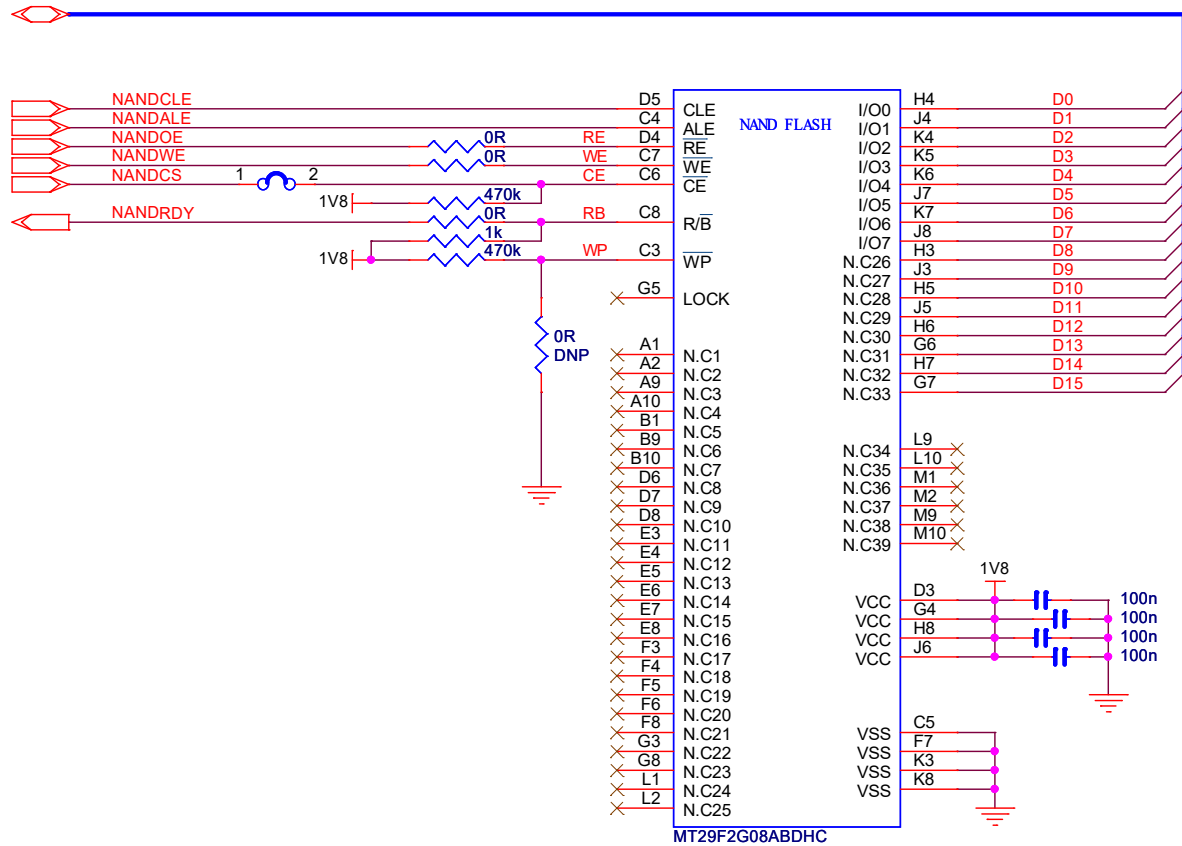 NANDCLE D5 CLE NAND FLASH I/O0 H4 D0
NANDALE C4 ALE I/O1 J4 D1
NANDOE 0R RE D4 RE I/O2 K4 D2
NANDWE 0R WE C7 WE I/O3 K5 D3
NANDCS 1 2 CE C6 CE I/O4 K6 D4
1V8 470k I/O5 J7 D5
NANDRDY 0R RB C8 R/B I/O6 K7 D6
1k I/O7 J8 D7
1V8 470k WP C3 WP N.C26 H3 D8
N.C27 J3 D9
G5 LOCK N.C28 H5 D10
N.C29 J5 D11
0R N.C30 H6 D12
DNP A1 N.C1 N.C31 G6 D13
A2 N.C2 N.C32 H7 D14
A9 N.C3 N.C33 G7 D15
A10 N.C4
B1 N.C5
B9 N.C6 N.C34 L9
B10 N.C7 N.C35 L10
D6 N.C8 N.C36 M1
D7 N.C9 N.C37 M2
D8 N.C10 N.C38 M9
E3 N.C11 N.C39 M10
E4 N.C12 1V8
E5 N.C13
E6 N.C14 VCC D3 100n
E7 N.C15 VCC G4 100n
E8 N.C16 VCC H8 100n
F3 N.C17 VCC J6 100n
F4 N.C18
F5 N.C19
F6 N.C20
F8 N.C21 VSS C5
G3 N.C22 VSS F7
G8 N.C23 VSS K3
L1 N.C24 VSS K8
L2 N.C25
MT29F2G08ABDHC